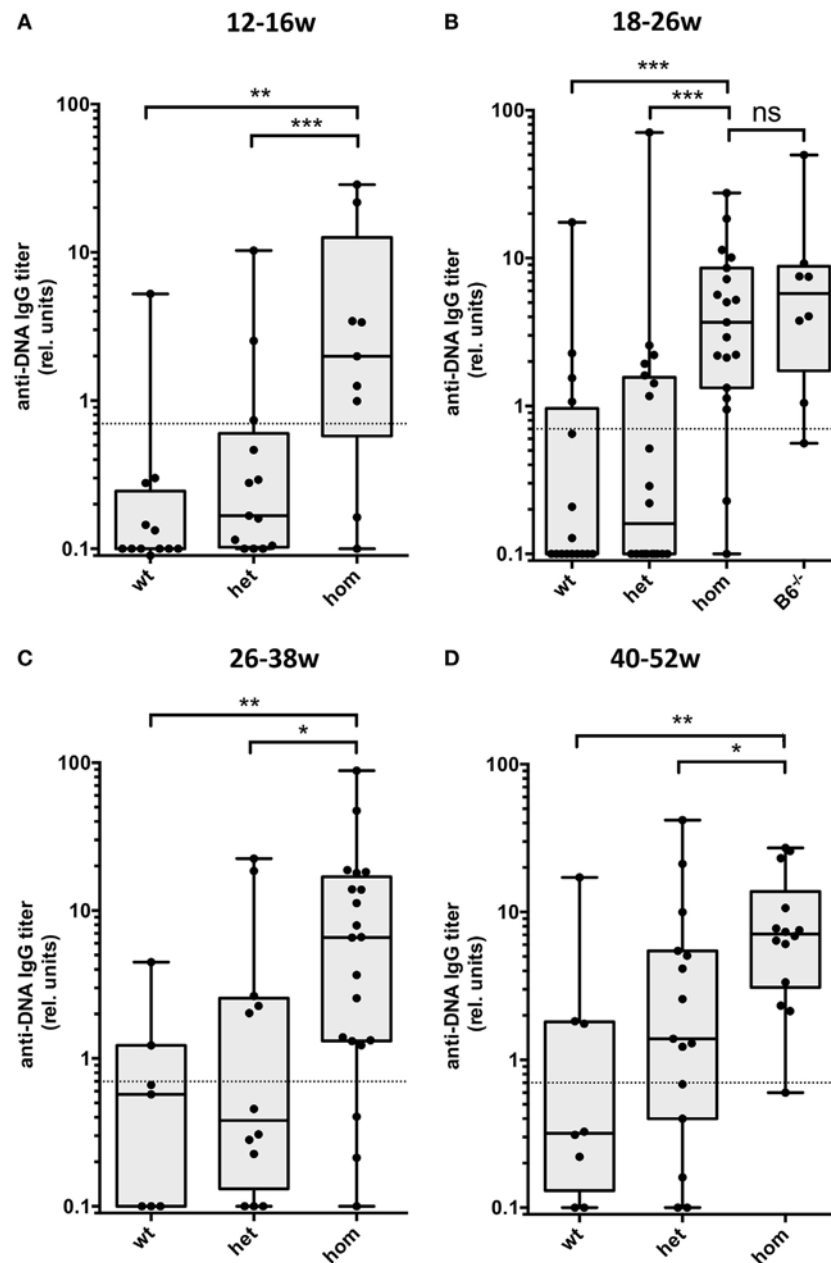 A
12-16w
**
***
100
10
1
0.1
anti-DNA IgG titer
(rel. units)
wt
het
hom
B
18-26w
***
***
ns
100
10
1
0.1
anti-DNA IgG titer
(rel. units)
wt
het
hom
B6-/-
C
26-38w
**
*
100
10
1
0.1
anti-DNA IgG titer
(rel. units)
wt
het
hom
D
40-52w
**
*
100
10
1
0.1
anti-DNA IgG titer
(rel. units)
wt
het
hom